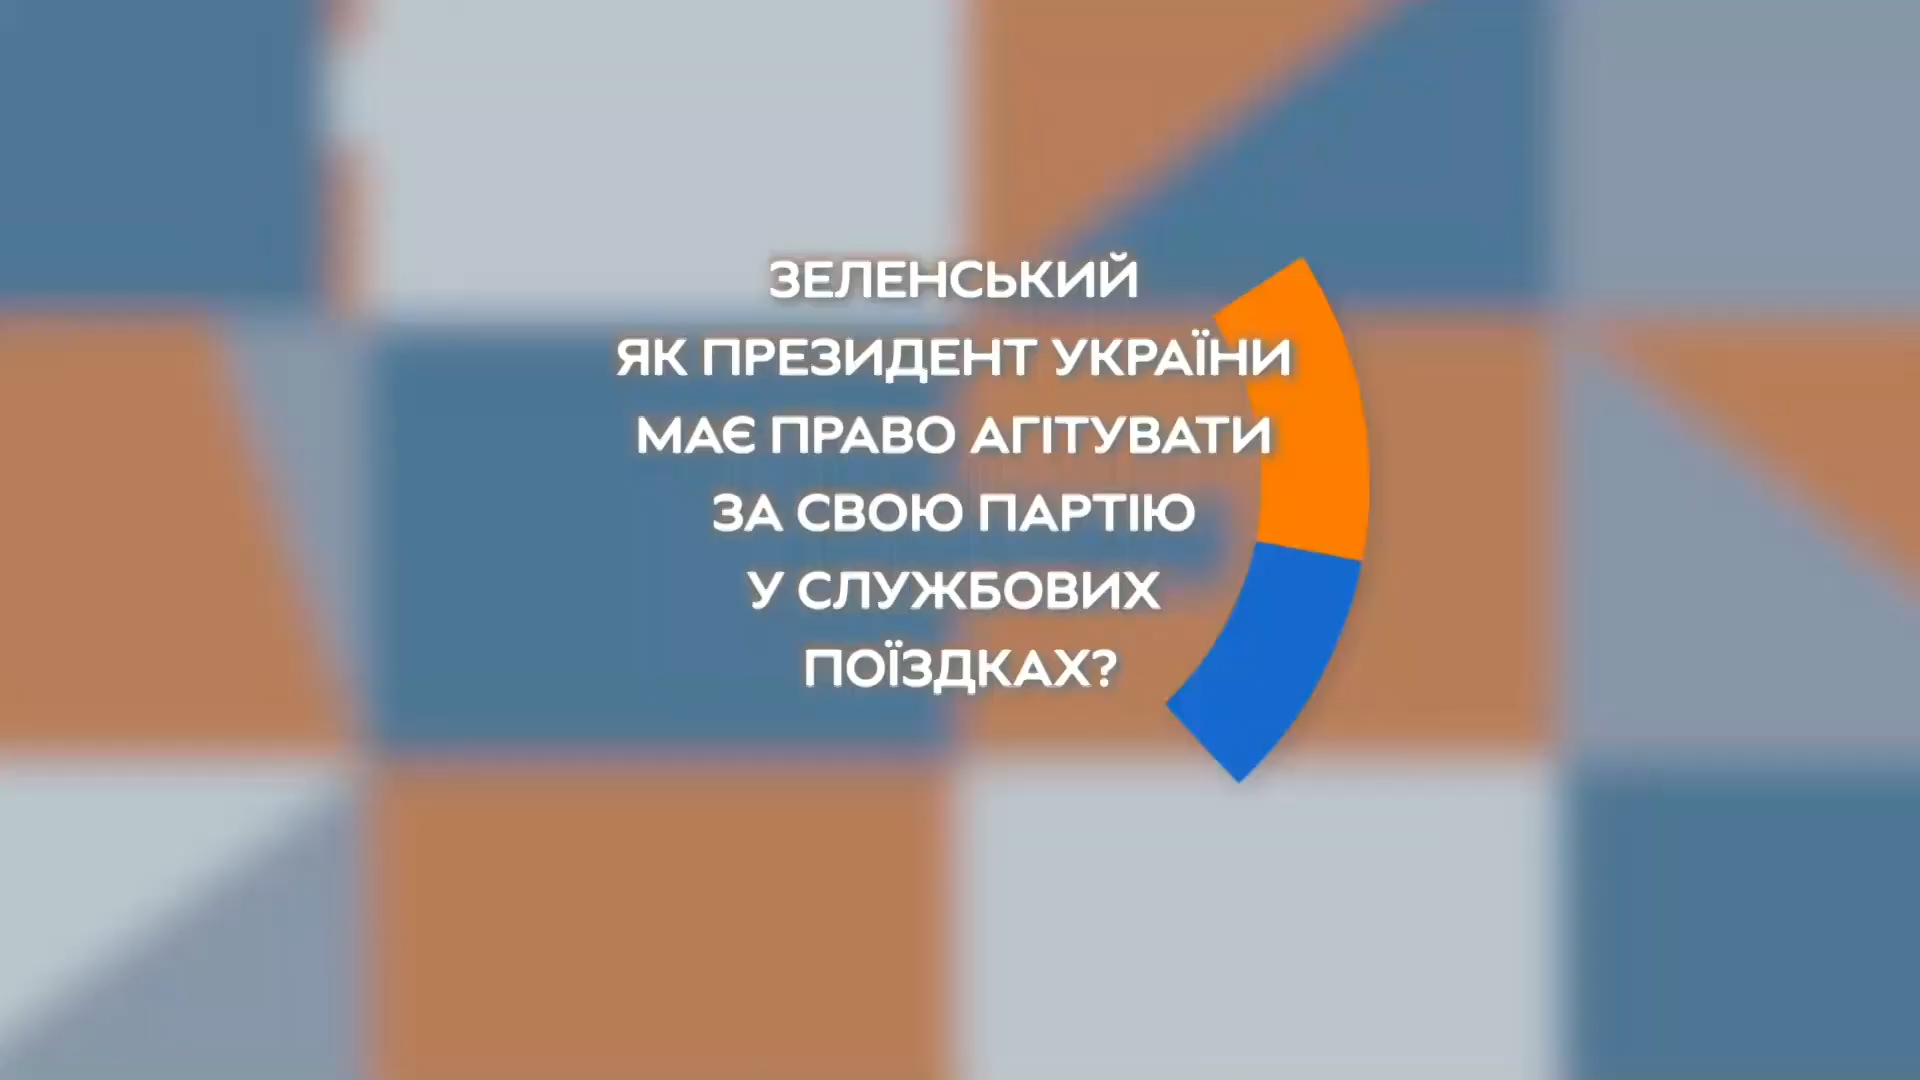 ЗЕЛЕНСЬКИЙ
ЯК ПРЕЗИДЕНТ УКРАЇНИ
МАЄ ПРАВО АГІТУВАТИ
ЗА СВОЮ ПАРТІЮ
У СЛУЖБОВИХ
ПОЇЗДКАХ?